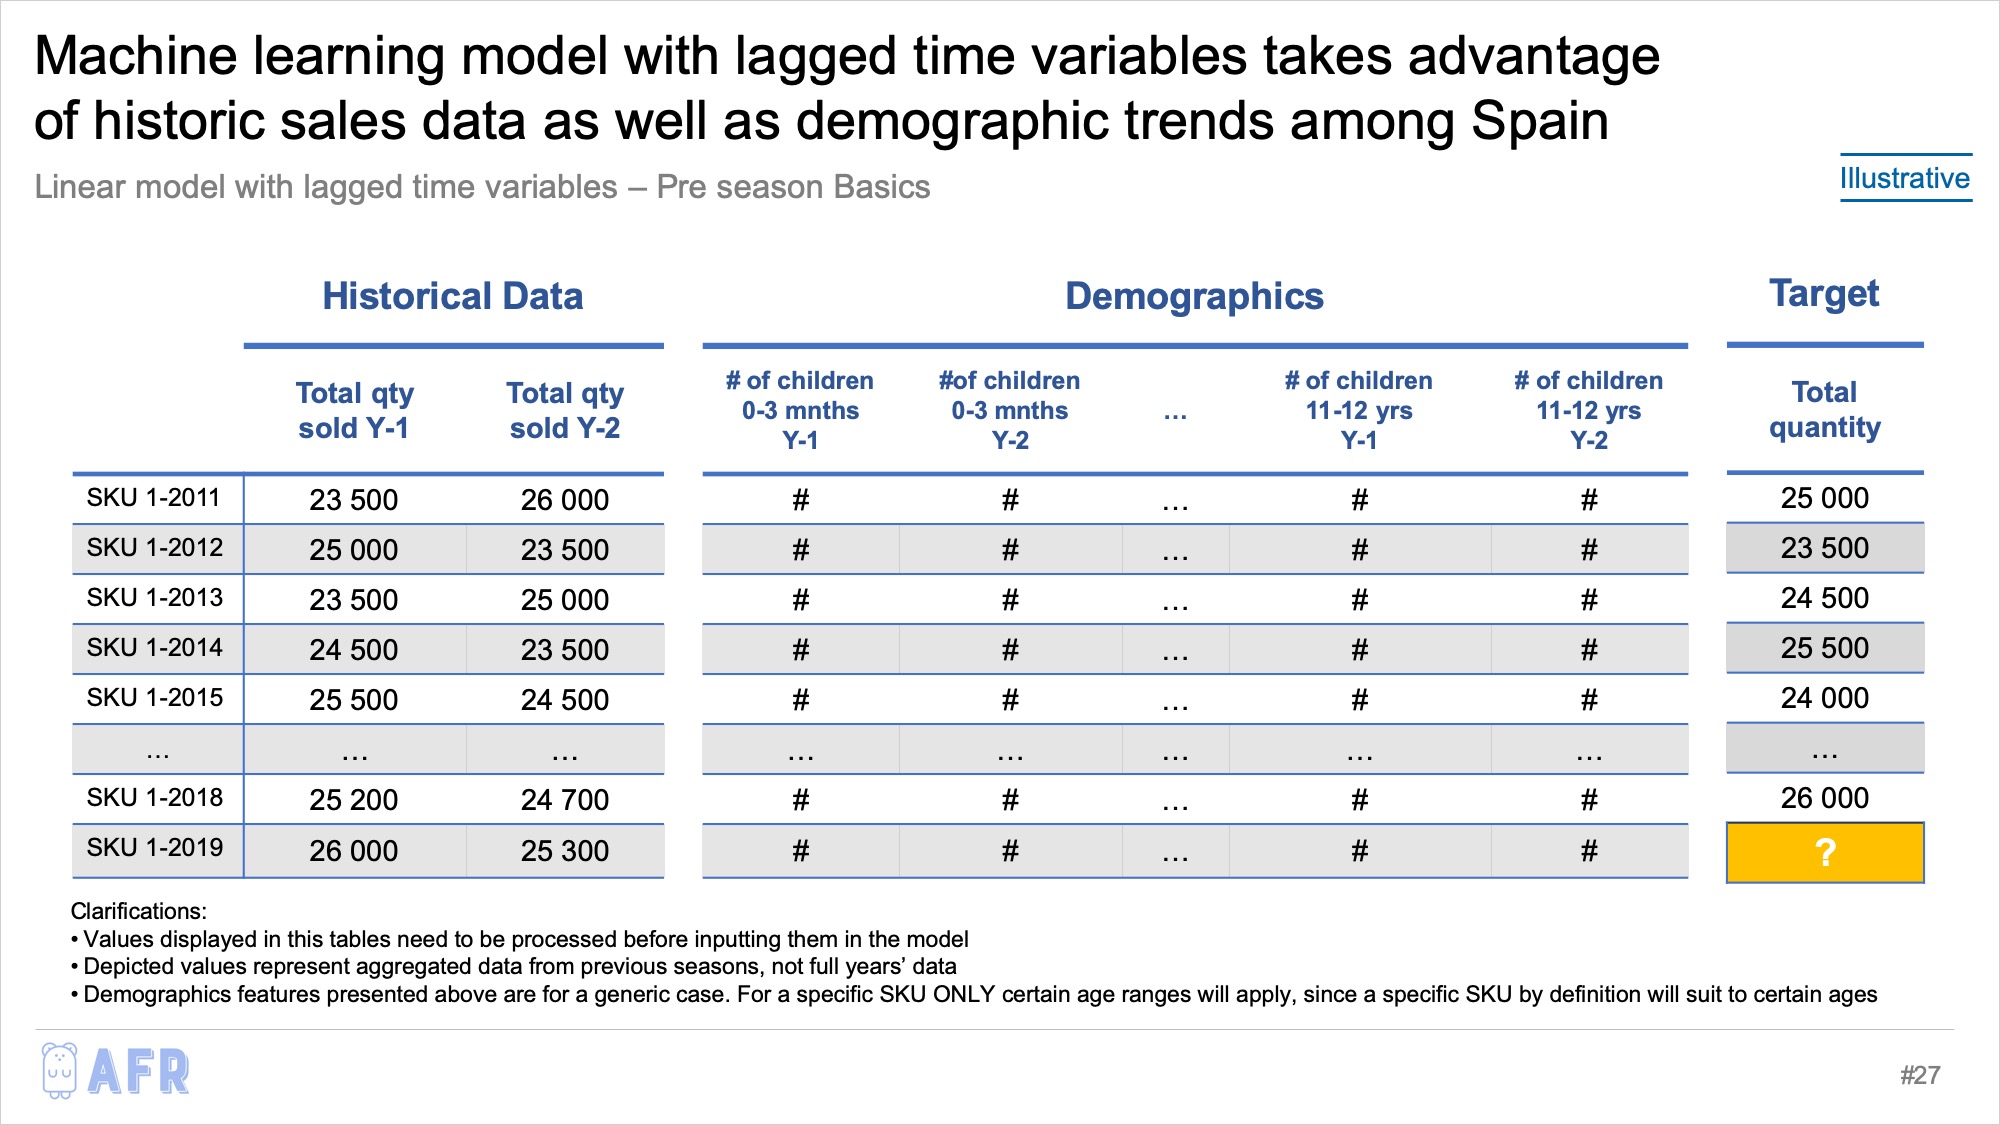 Machine learning model with lagged time variables takes advantage
of historic sales data as well as demographic trends among Spain
Linear model with lagged time variables – Pre season Basics
Illustrative
Historical Data
Demographics
Target
Total qty
sold Y-1
Total qty
sold Y-2
# of children
0-3 mnths
Y-1
#of children
0-3 mnths
Y-2
…
# of children
11-12 yrs
Y-1
# of children
11-12 yrs
Y-2
Total
quantity
SKU 1-2011 23 500 26 000 # # … # # 25 000
SKU 1-2012 25 000 23 500 # # … # # 23 500
SKU 1-2013 23 500 25 000 # # … # # 24 500
SKU 1-2014 24 500 23 500 # # … # # 25 500
SKU 1-2015 25 500 24 500 # # … # # 24 000
… … … … … … … … …
SKU 1-2018 25 200 24 700 # # … # # 26 000
SKU 1-2019 26 000 25 300 # # … # # ?
Clarifications:
• Values displayed in this tables need to be processed before inputting them in the model
• Depicted values represent aggregated data from previous seasons, not full years’ data
• Demographics features presented above are for a generic case. For a specific SKU ONLY certain age ranges will apply, since a specific SKU by definition will suit to certain ages
AFR
#27